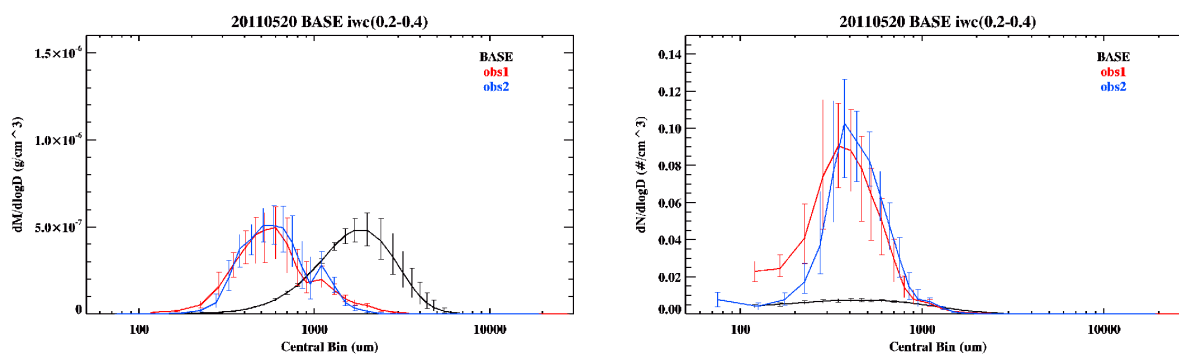 20110520 BASE iwc(0.2-0.4)
1.5×10^-6
1.0×10^-6
5.0×10^-7
0
dM/dlogD (g/cm^3)
BASE
obs1
obs2
100
1000
10000
Central Bin (um)
20110520 BASE iwc(0.2-0.4)
0.12
0.10
0.08
0.06
0.04
0.02
0.00
dN/dlogD (#/cm^3)
BASE
obs1
obs2
100
1000
10000
Central Bin (um)